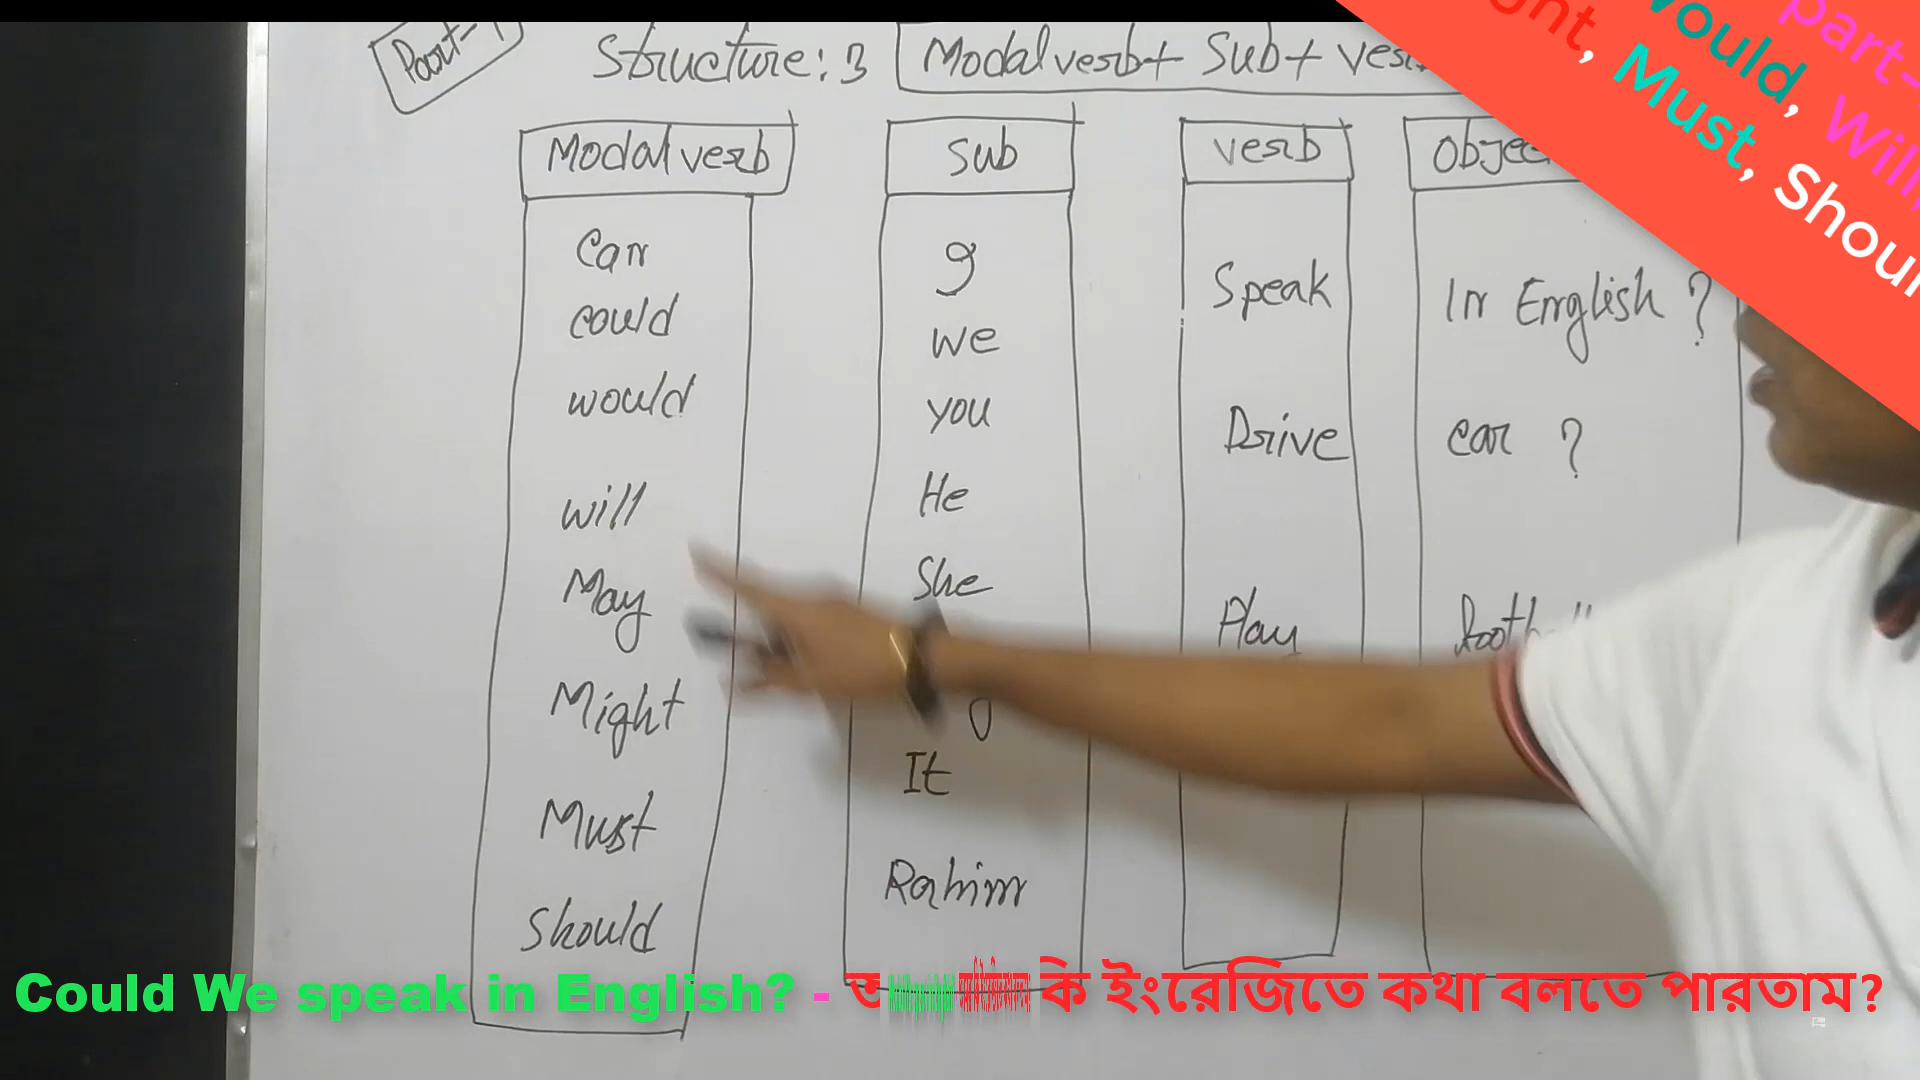 Part-1
Structure: 3 Modal verb + Sub + Verb
Modal verb
Can
could
would
will
May
Might
Must
Should
Sub
I
we
you
He
She
It
Rahim
verb
Speak
Drive
Play
In English ?
car ?
part-
would, Will,
Must, Shoul
Could We speak in English? - কি ইংরেজিতে কথা বলতে পারতাম?